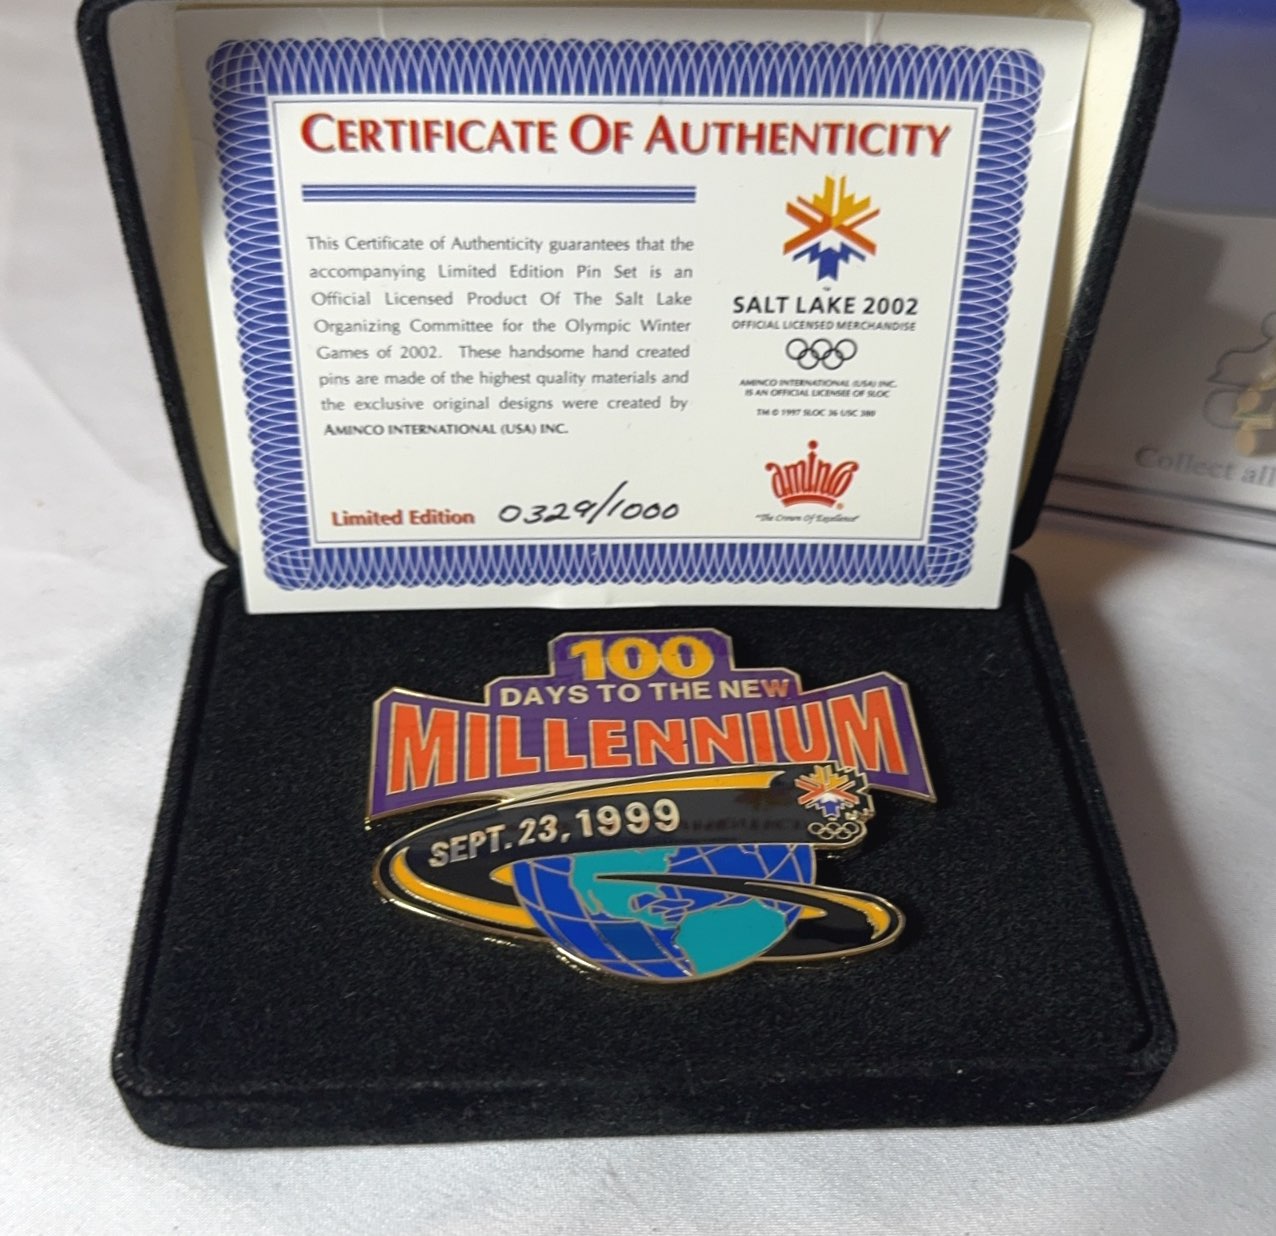 CERTIFICATE OF AUTHENTICITY
This Certificate of Authenticity guarantees that the
accompanying Limited Edition Pin Set is an
Official Licensed Product Of The Salt Lake
Organizing Committee for the Olympic Winter
Games of 2002. These handsome hand created
pins are made of the highest quality materials and
the exclusive original designs were created by
AMINCO INTERNATIONAL (USA) INC.
Limited Edition 0329/1000
SALT LAKE 2002
OFFICIAL LICENSED MERCHANDISE
AMINCO INTERNATIONAL (USA) INC.
IS AN OFFICIAL LICENSEE OF SLOC
TM © 1997 SLOC 36 USC 380
aminco
"The Crown Of Excellence"
Collect all
100
DAYS TO THE NEW
MILLENNIUM
SEPT. 23, 1999